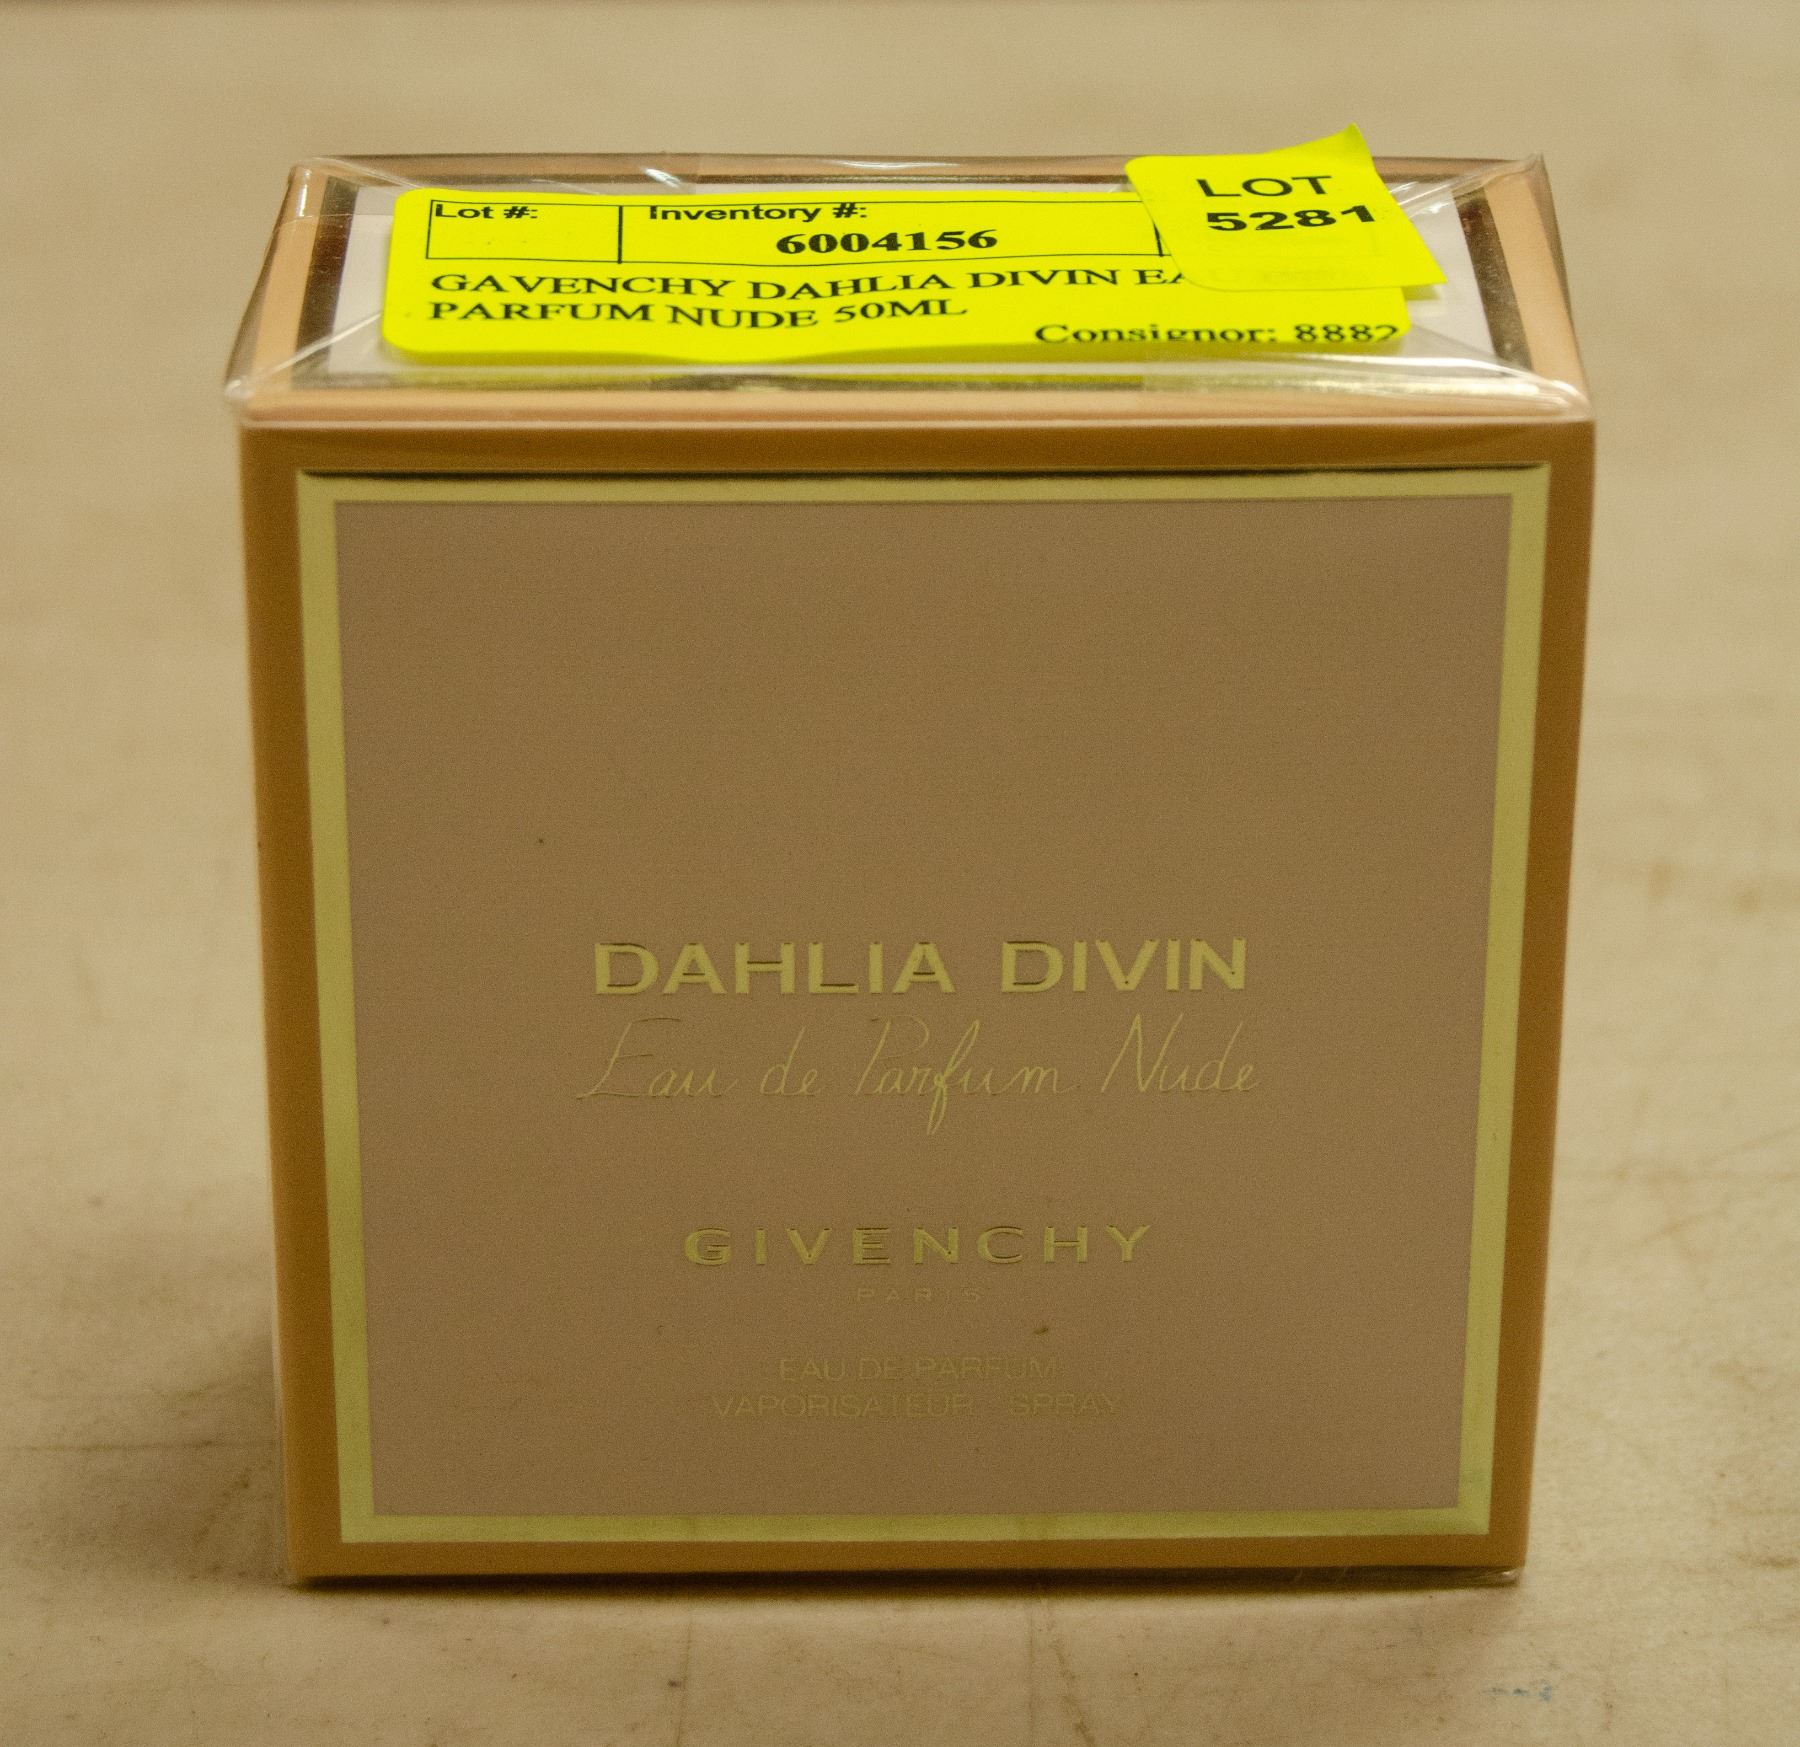 LOT
5281
Lot #:
Inventory #:
6004156
GAVENCHY DAHLIA DIVIN EA
PARFUM NUDE 50ML
Consignor: 8882
DAHLIA DIVIN
Eau de Parfum Nude
GIVENCHY
PARIS
EAU DE PARFUM
VAPORISATEUR SPRAY